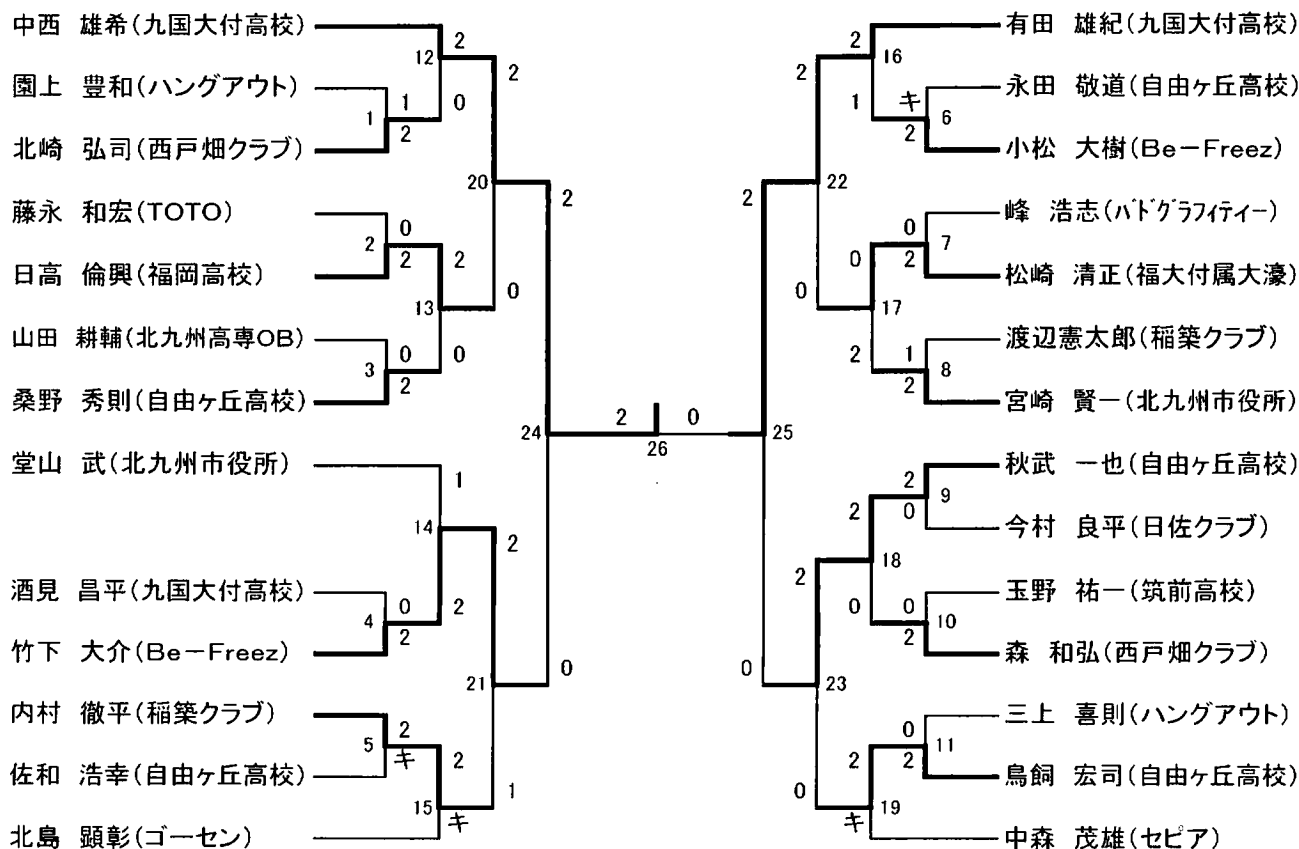 中西 雄希(九国大付高校)
園上 豊和(ハングアウト)
北崎 弘司(西戸畑クラブ)
藤永 和宏(TOTO)
日高 倫興(福岡高校)
山田 耕輔(北九州高専OB)
桑野 秀則(自由ヶ丘高校)
堂山 武(北九州市役所)
酒見 昌平(九国大付高校)
竹下 大介(Be-Freez)
内村 徹平(稲築クラブ)
佐和 浩幸(自由ヶ丘高校)
北島 顕彰(ゴーセン)
1
1
2
2
0
2
3
0
2
4
0
2
5
2
キ
12
2
0
13
2
0
14
1
2
15
2
キ
20
2
0
21
2
1
24
2
0
2
0
26
25
2
0
22
2
0
23
2
0
16
2
1
17
0
2
18
2
0
19
2
キ
6
キ
2
7
0
2
8
1
2
9
2
0
10
0
2
11
0
2
有田 雄紀(九国大付高校)
永田 敬道(自由ヶ丘高校)
小松 大樹(Be-Freez)
峰 浩志(バドグラフィティー)
松崎 清正(福大付属大濠)
渡辺憲太郎(稲築クラブ)
宮崎 賢一(北九州市役所)
秋武 一也(自由ヶ丘高校)
今村 良平(日佐クラブ)
玉野 祐一(筑前高校)
森 和弘(西戸畑クラブ)
三上 喜則(ハングアウト)
鳥飼 宏司(自由ヶ丘高校)
中森 茂雄(セピア)